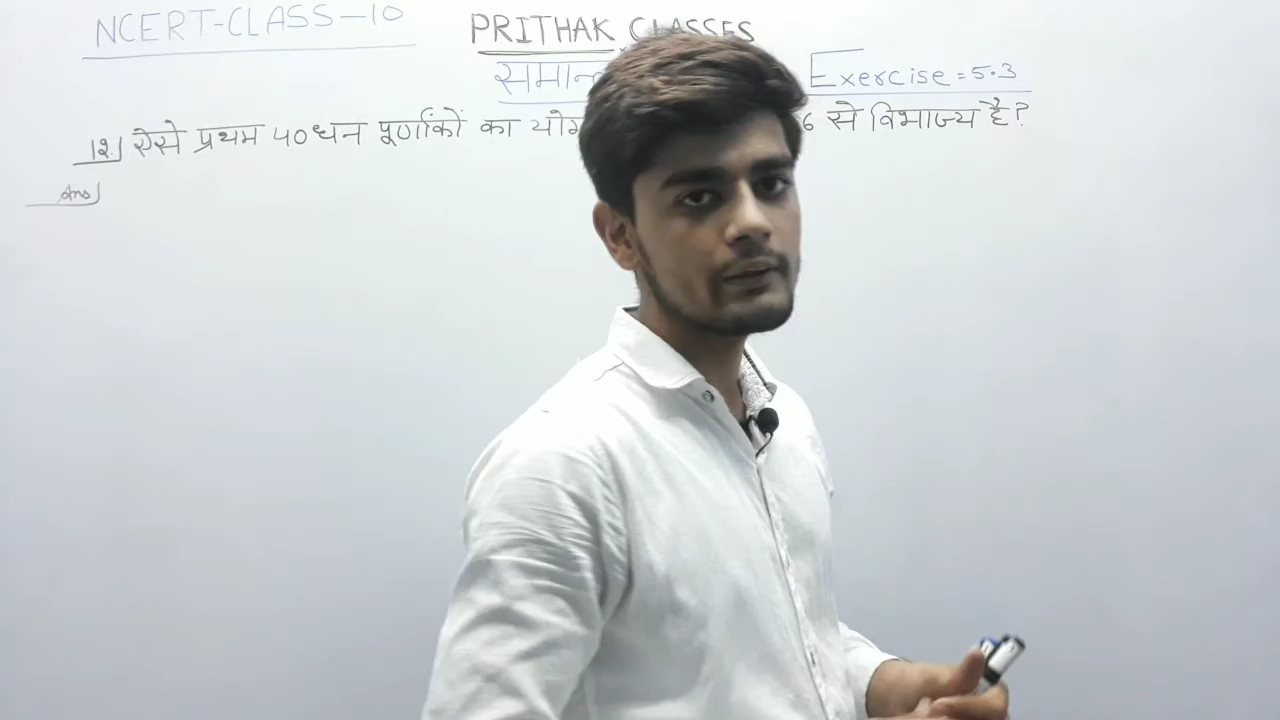 NCERT-CLASS-10
PRITHAK CLASSES
समान
Exercise = 5.3
12. ऐसे प्रथम 40 धन पूर्णांकों का योग 6 से विभाज्य है?
Ans